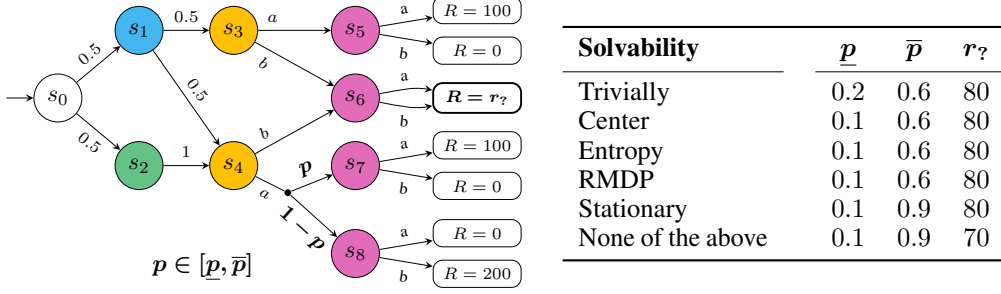 s₀
0.5
0.5
s₁
0.5
0.5
s₂
1
s₃
a
b
s₄
b
a
p
1 − p
s₅
a
R = 100
b
R = 0
s₆
a
R = r?
b
s₇
a
R = 100
b
R = 0
s₈
a
R = 0
b
R = 200
p ∈ [p̲, p̅]
Solvability p̲ p̅ r?
Trivially 0.2 0.6 80
Center 0.1 0.6 80
Entropy 0.1 0.6 80
RMDP 0.1 0.6 80
Stationary 0.1 0.9 80
None of the above 0.1 0.9 70